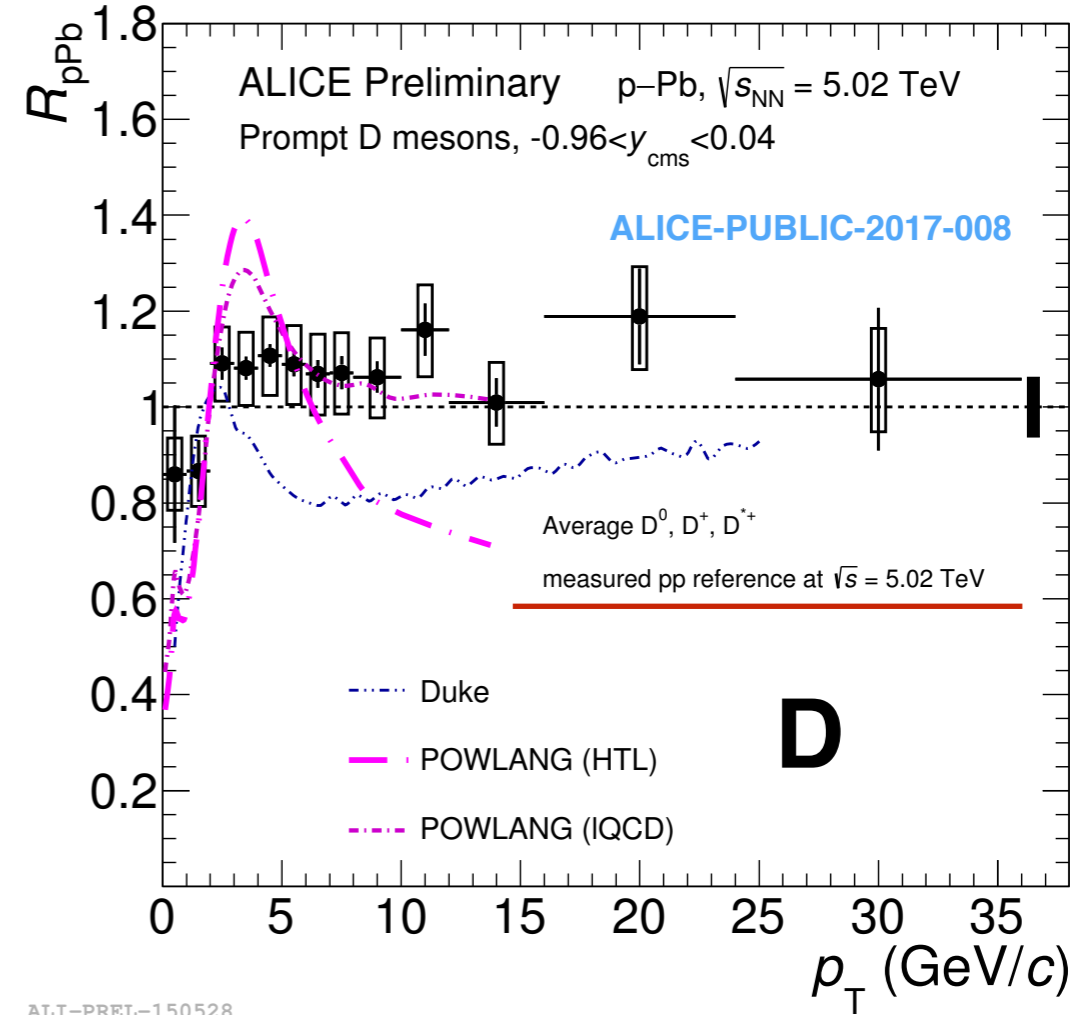 R_pPb
1.8
1.6
1.4
1.2
1
0.8
0.6
0.4
0.2
ALICE Preliminary p−Pb, √s_NN = 5.02 TeV
Prompt D mesons, -0.96<y_cms<0.04
ALICE-PUBLIC-2017-008
Average D⁰, D⁺, D*⁺
measured pp reference at √s = 5.02 TeV
Duke
POWLANG (HTL)
POWLANG (lQCD)
D
0 5 10 15 20 25 30 35
p_T (GeV/c)
ALI−PREL−150528